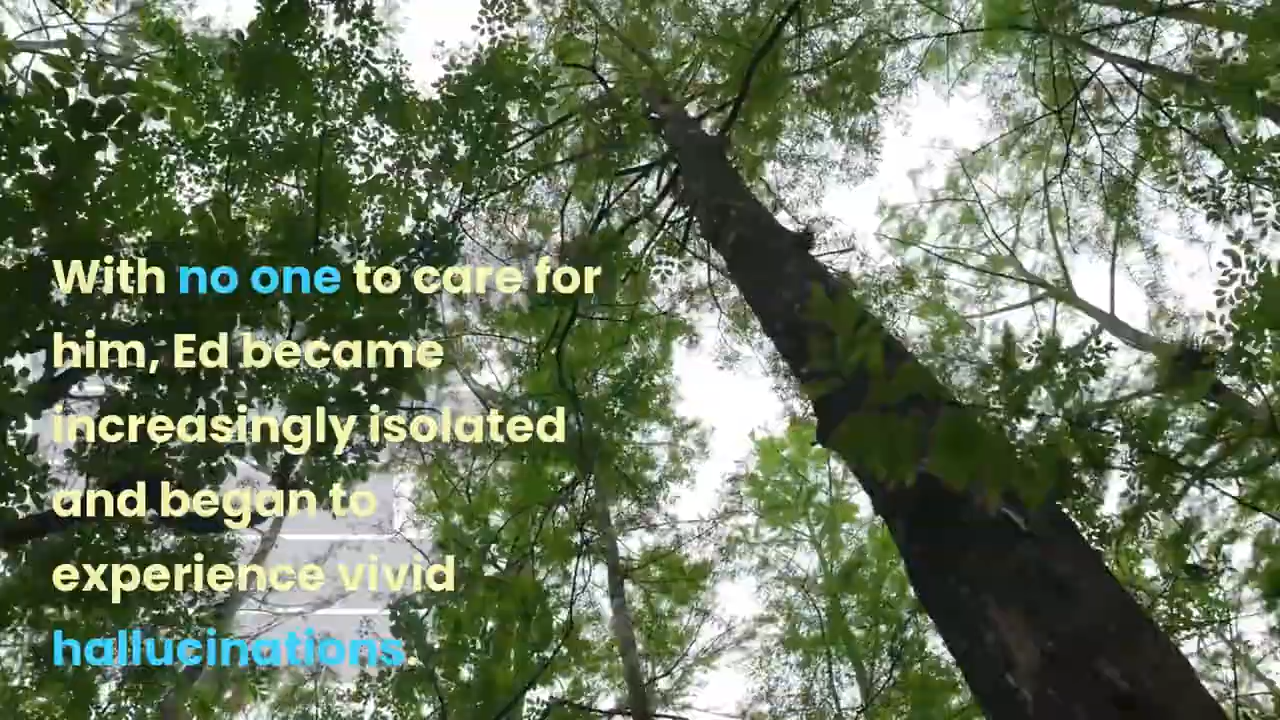 With no one to care for
him, Ed became
increasingly isolated
and began to
experience vivid
hallucinations.